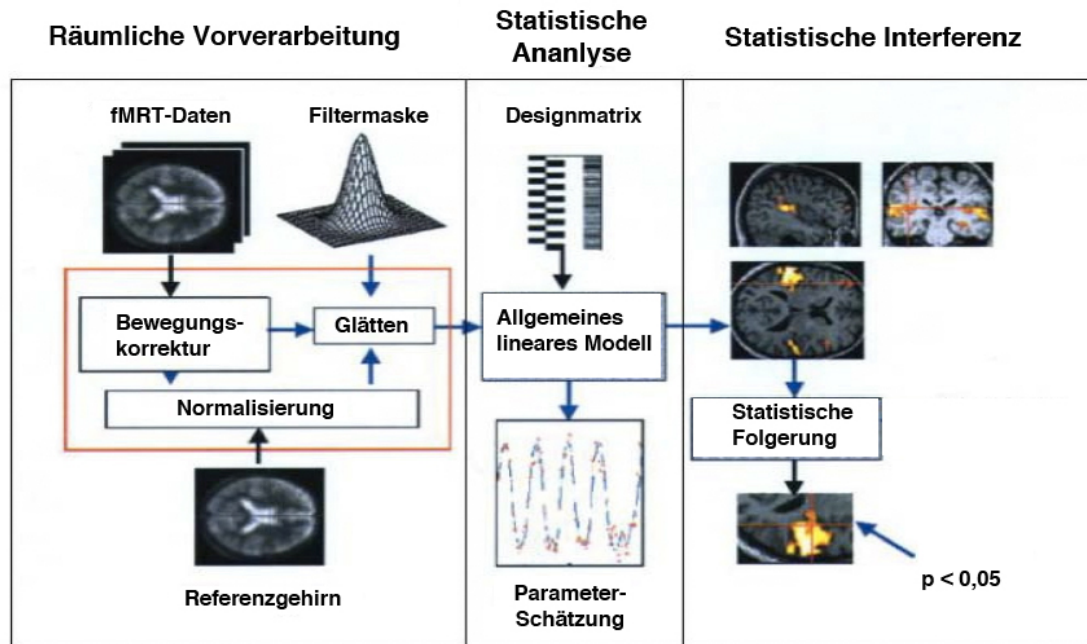 Räumliche Vorverarbeitung
Statistische
Ananlyse
Statistische Interferenz
fMRT-Daten
Filtermaske
Bewegungs-
korrektur
Glätten
Normalisierung
Referenzgehirn
Designmatrix
Allgemeines
lineares Modell
Parameter-
Schätzung
Statistische
Folgerung
p < 0,05